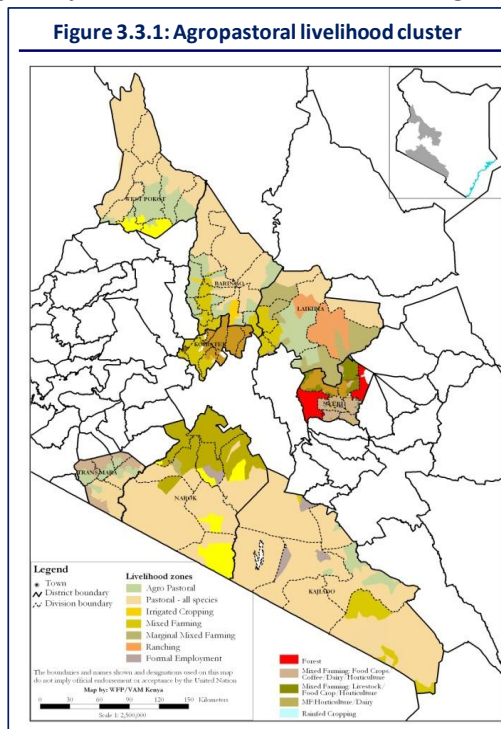 Figure 3.3.1: Agropastoral livelihood cluster
WEST POKOT
BARINGO
LAIKIPIA
KOIBATEK
NYERI
TRANS MARA
NAROK
KAJIADO
Legend
Town
District boundary
Division boundary
Livelihood zones
Agro Pastoral
Pastoral - all species
Irrigated Cropping
Mixed Farming
Marginal Mixed Farming
Ranching
Formal Employment
The boundaries and names shown and designations used on this map
do not imply official endorsement or acceptance by the United Nation
Map by: WFP/VAM Kenya
0 30 60 90 120 150 Kilometers
Scale 1: 2,500,000
Forest
Mixed Farming: Food Crops/
Coffee/Dairy/Horticulture
Mixed Farming: Livestock/
Food Crop/Horticulture
MF/Horticulture/Dairy
Rainfed Cropping